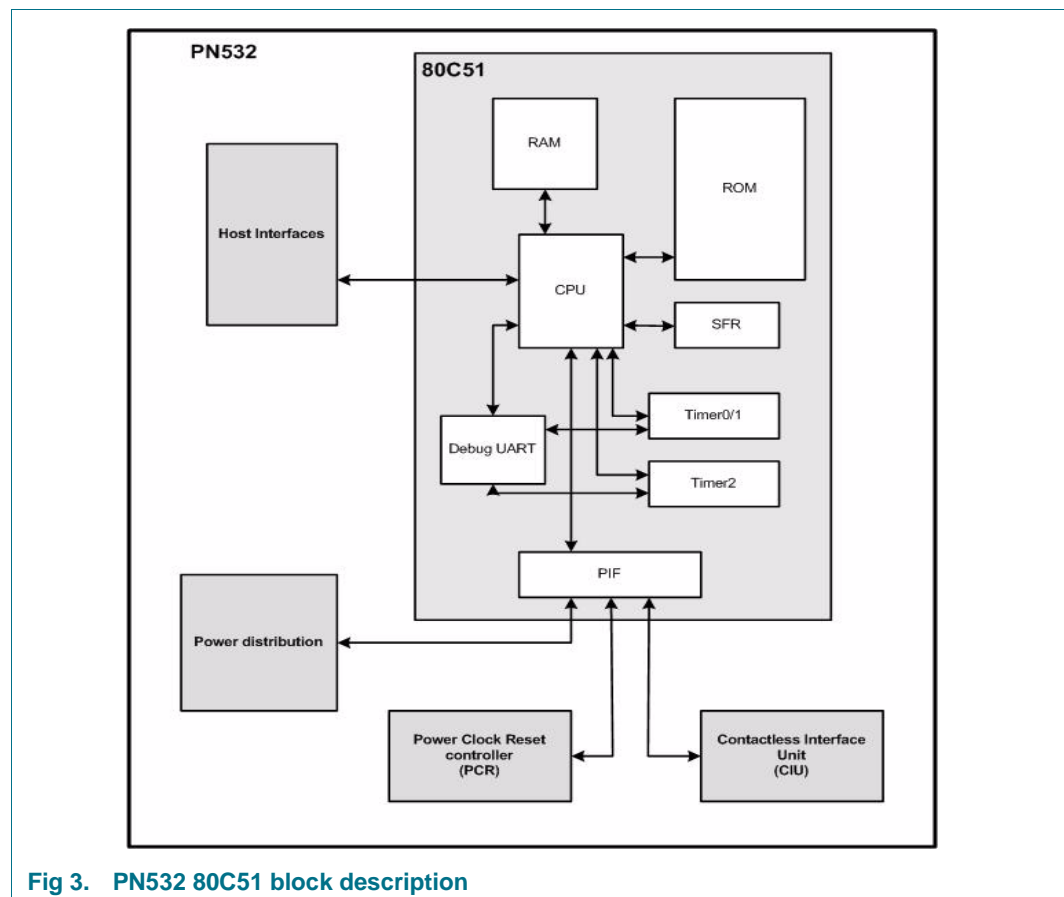 PN532
80C51
RAM
ROM
Host Interfaces
CPU
SFR
Timer0/1
Debug UART
Timer2
PIF
Power distribution
Power Clock Reset
controller
(PCR)
Contactless Interface
Unit
(CIU)
Fig 3. PN532 80C51 block description